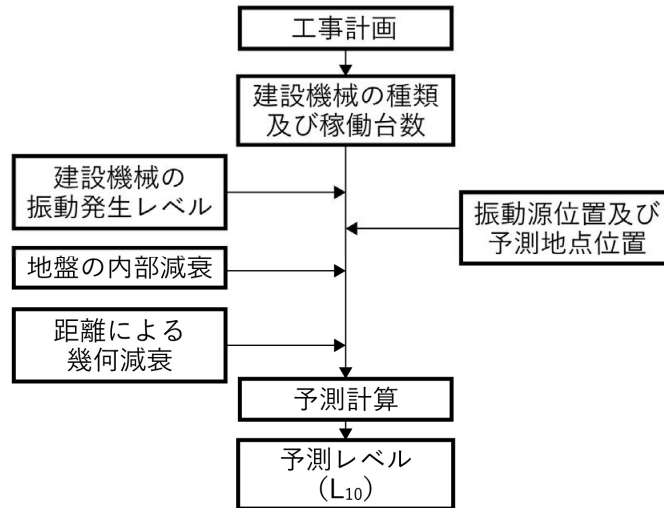 工事計画
建設機械の種類
及び稼働台数
建設機械の
振動発生レベル
振動源位置及び
予測地点位置
地盤の内部減衰
距離による
幾何減衰
予測計算
予測レベル
（L₁₀）